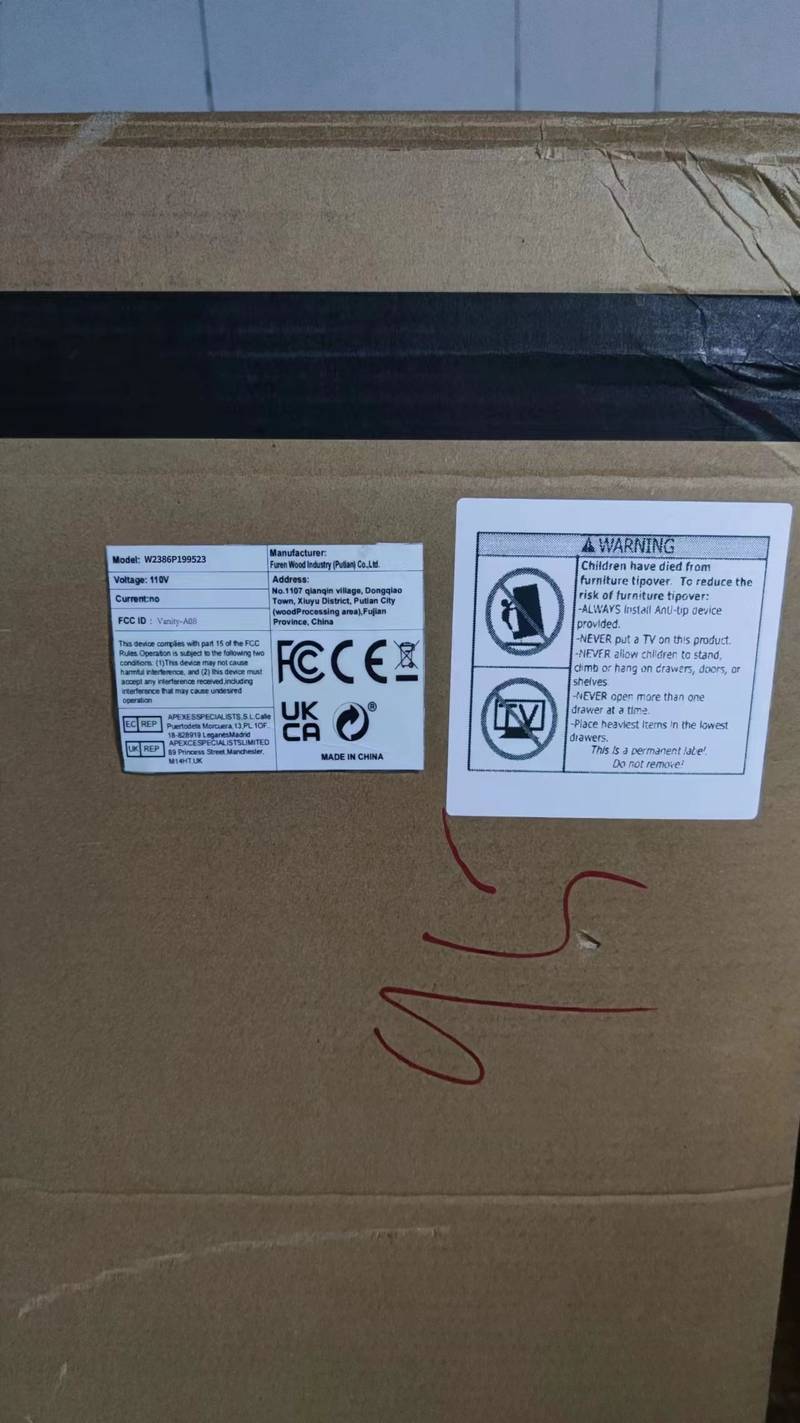 Model: W2386P199523
Voltage: 110V
Current:no
FCC ID : Vanity-A08
This device complies with part 15 of the FCC
Rules.Operation is subject to the following two
conditions. (1)This device may not cause
harmful interference, and (2) this device must
accept any interference received,including
interference that may cause undesired
operation
EC REP
APEXESSPECIALISTS,S.L.Calle
Puertodela Morcuera,13,PL 1OF.
18-828919 LeganésMadrid
UK REP
APEXCESPECIALISTSLIMITED
89 Princess Street,Manchester,
M14HT,UK
Manufacturer:
Furen Wood Industry (Putian) Co.,Ltd.
Address:
No.1107 qianqin village, Dongqiao
Town, Xiuyu District, Putian City
(woodProcessing area),Fujian
Province, China
FC CE
UK
CA
®
MADE IN CHINA
WARNING
Children have died from
furniture tipover. To reduce the
risk of furniture tipover:
-ALWAYS install Anti-tip device
provided.
-NEVER put a TV on this product.
-NEVER allow children to stand,
climb or hang on drawers, doors, or
shelves.
-NEVER open more than one
drawer at a time.
-Place heaviest items in the lowest
drawers.
This is a permanent label.
Do not remove!
TV